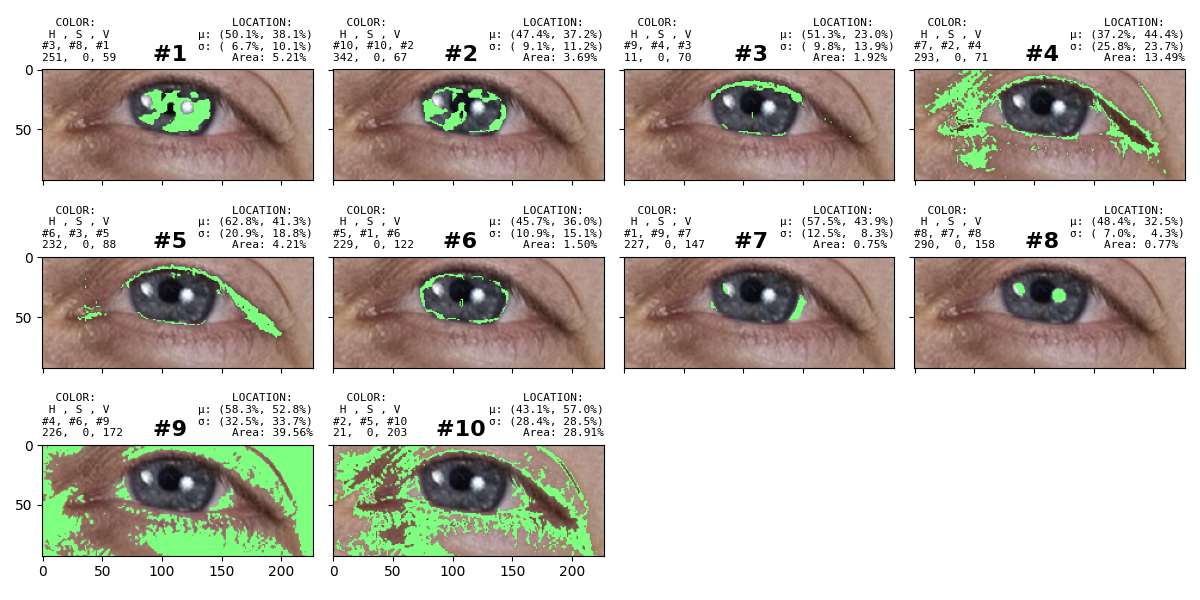 COLOR: LOCATION:
H , S , V μ: (50.1%, 38.1%)
#3, #8, #1 σ: ( 6.7%, 10.1%)
251, 0, 59 #1 Area: 5.21%
COLOR: LOCATION:
H , S , V μ: (47.4%, 37.2%)
#10, #10, #2 σ: ( 9.1%, 11.2%)
342, 0, 67 #2 Area: 3.69%
COLOR: LOCATION:
H , S , V μ: (51.3%, 23.0%)
#9, #4, #3 σ: ( 9.8%, 13.9%)
11, 0, 70 #3 Area: 1.92%
COLOR: LOCATION:
H , S , V μ: (37.2%, 44.4%)
#7, #2, #4 σ: (25.8%, 23.7%)
293, 0, 71 #4 Area: 13.49%
0
50
COLOR: LOCATION:
H , S , V μ: (62.8%, 41.3%)
#6, #3, #5 σ: (20.9%, 18.8%)
232, 0, 88 #5 Area: 4.21%
COLOR: LOCATION:
H , S , V μ: (45.7%, 36.0%)
#5, #1, #6 σ: (10.9%, 15.1%)
229, 0, 122 #6 Area: 1.50%
COLOR: LOCATION:
H , S , V μ: (57.5%, 43.9%)
#1, #9, #7 σ: (12.5%, 8.3%)
227, 0, 147 #7 Area: 0.75%
COLOR: LOCATION:
H , S , V μ: (48.4%, 32.5%)
#8, #7, #8 σ: ( 7.0%, 4.3%)
290, 0, 158 #8 Area: 0.77%
0
50
COLOR: LOCATION:
H , S , V μ: (58.3%, 52.8%)
#4, #6, #9 σ: (32.5%, 33.7%)
226, 0, 172 #9 Area: 39.56%
COLOR: LOCATION:
H , S , V μ: (43.1%, 57.0%)
#2, #5, #10 σ: (28.4%, 28.5%)
21, 0, 203 #10 Area: 28.91%
0
50
0 50 100 150 200
0 50 100 150 200